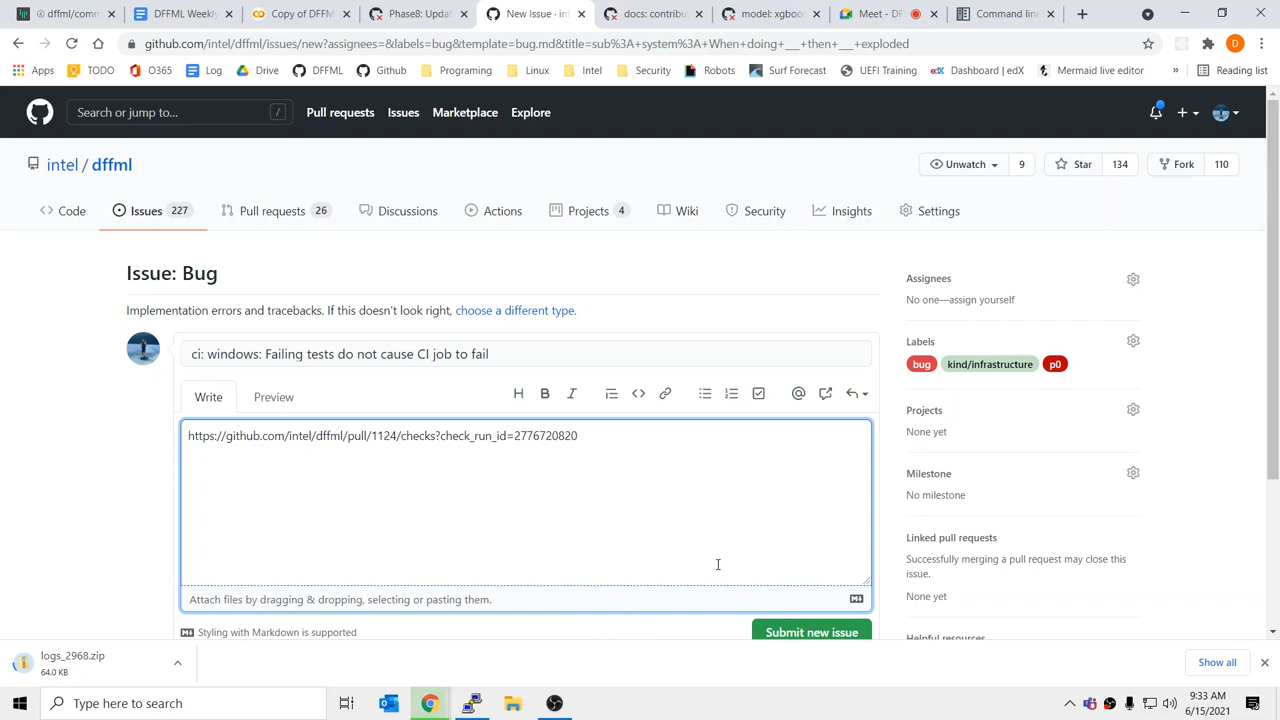 @ dffml/comm
DFFML Weekly
Copy of DFFM
Phase8: Updat
New Issue · int
docs: contribu
model: xgboos
Meet - DF
Command line
github.com/intel/dffml/issues/new?assignees=&labels=bug&template=bug.md&title=sub%3A+system%3A+When+doing+___+then+___+exploded
D
Apps
TODO
O365
Log
Drive
DFFML
Github
Programing
Linux
Intel
Security
Robots
Surf Forecast
UEFI Training
edX
Dashboard | edX
Mermaid live editor
»
Reading list
Search or jump to...
/
Pull requests
Issues
Marketplace
Explore
intel / dffml
Unwatch
9
Star
134
Fork
110
Code
Issues 227
Pull requests 26
Discussions
Actions
Projects 4
Wiki
Security
Insights
Settings
Issue: Bug
Implementation errors and tracebacks. If this doesn’t look right, choose a different type.
ci: windows: Failing tests do not cause CI job to fail
Write
Preview
https://github.com/intel/dffml/pull/1124/checks?check_run_id=2776720820
Attach files by dragging & dropping, selecting or pasting them.
Styling with Markdown is supported
Submit new issue
Assignees
No one—assign yourself
Labels
bug
kind/infrastructure
p0
Projects
None yet
Milestone
No milestone
Linked pull requests
Successfully merging a pull request may close this
issue.
None yet
Helpful resources
logs_2968.zip
64.0 KB
Show all
Type here to search
9:33 AM
6/15/2021